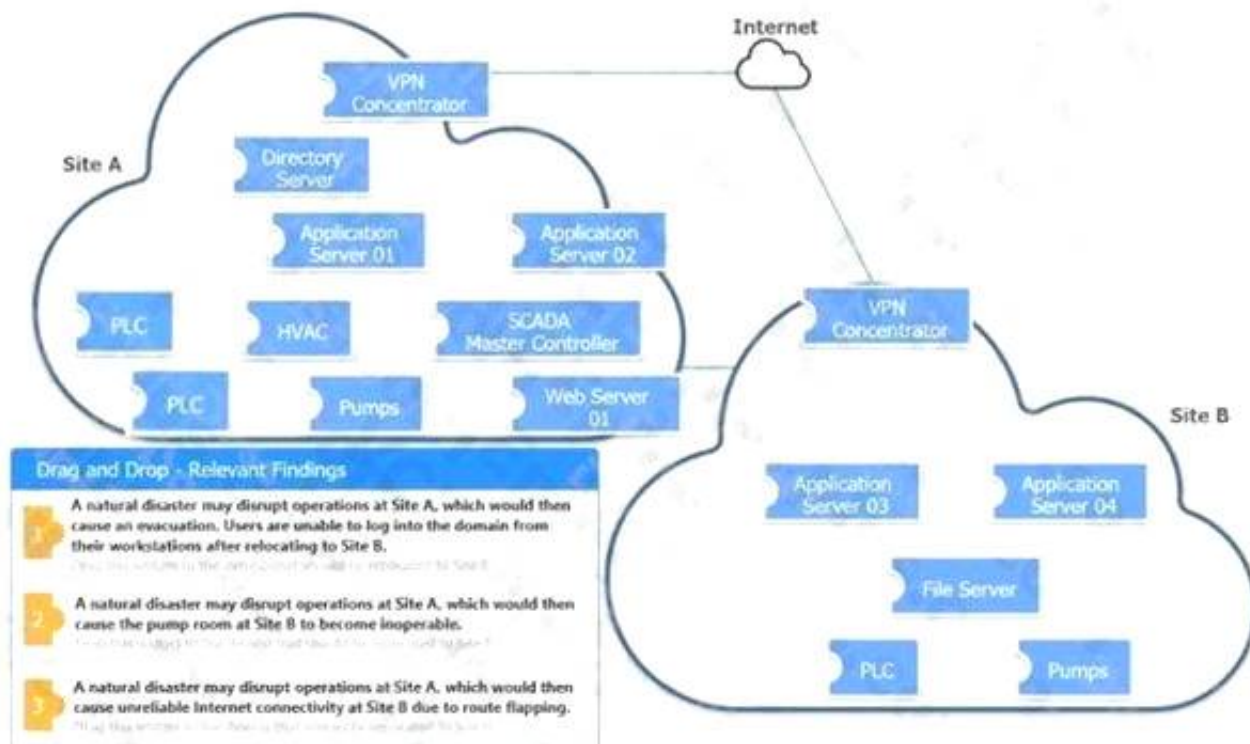 Internet
VPN
Concentrator
Site A
Directory
Server
Application
Server 01
Application
Server 02
PLC
HVAC
SCADA
Master Controller
VPN
Concentrator
PLC
Pumps
Web Server
01
Site B
Drag and Drop - Relevant Findings
1
A natural disaster may disrupt operations at Site A, which would then
cause an evacuation. Users are unable to log into the domain from
their workstations after relocating to Site B.
2
A natural disaster may disrupt operations at Site A, which would then
cause the pump room at Site B to become inoperable.
3
A natural disaster may disrupt operations at Site A, which would then
cause unreliable Internet connectivity at Site B due to route flapping.
Application
Server 03
Application
Server 04
File Server
PLC
Pumps